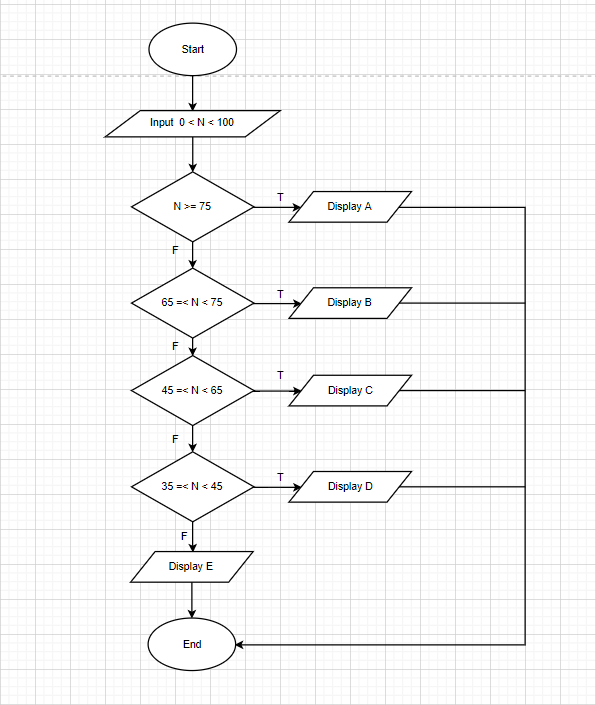 Start
Input 0 < N < 100
N >= 75
T
Display A
F
65 =< N < 75
T
Display B
F
45 =< N < 65
T
Display C
F
35 =< N < 45
T
Display D
F
Display E
End